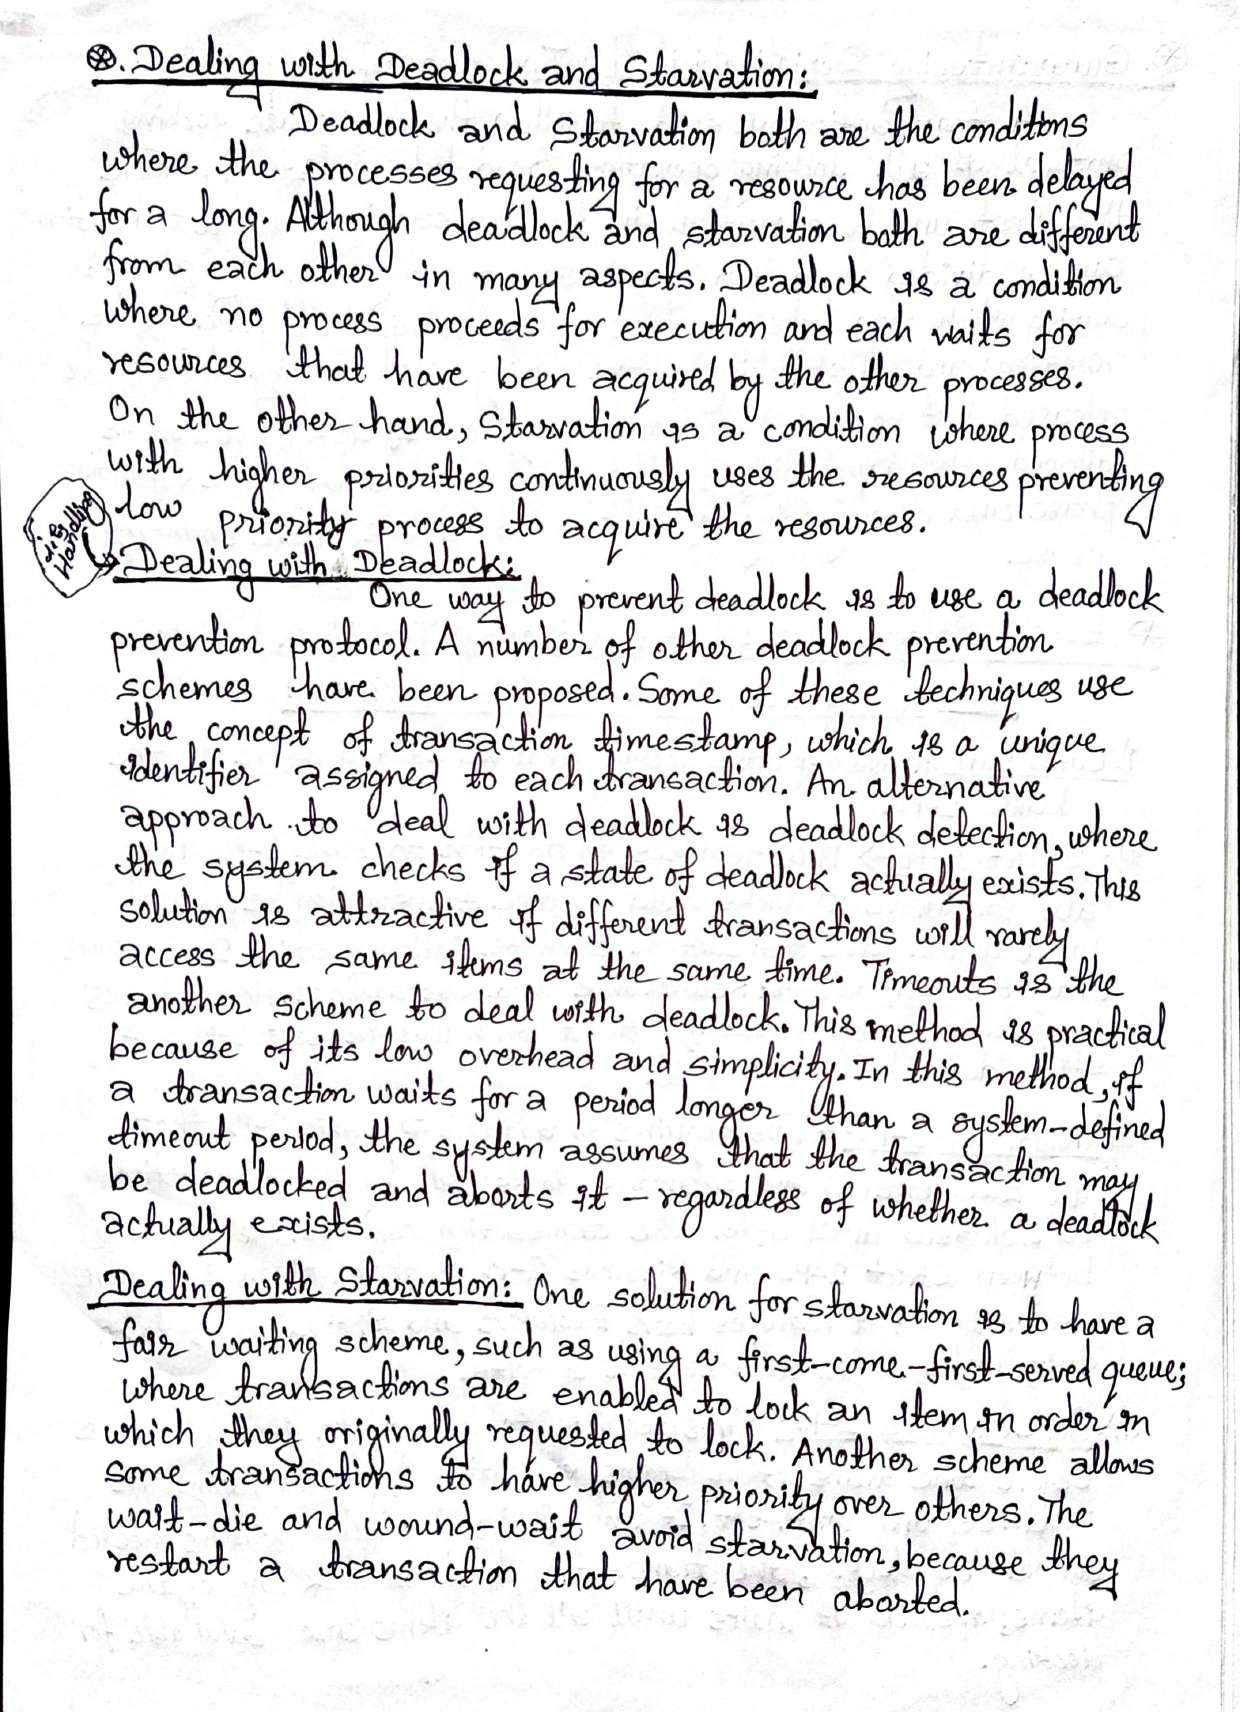 ⊛. Dealing with Deadlock and Starvation:
Deadlock and Starvation both are the conditions
where the processes requesting for a resource has been delayed
for a long. Although deadlock and starvation both are different
from each other in many aspects. Deadlock is a condition
where no process proceeds for execution and each waits for
resources that have been acquired by the other processes.
On the other hand, Starvation is a condition where process
with higher priorities continuously uses the resources preventing
low priority process to acquire the resources.
i.e, Handling
Dealing with Deadlock:
One way to prevent deadlock is to use a deadlock
prevention protocol. A number of other deadlock prevention
schemes have been proposed. Some of these techniques use
the concept of transaction timestamp, which is a unique
identifier assigned to each transaction. An alternative
approach to deal with deadlock is deadlock detection, where
the system checks if a state of deadlock actually exists. This
solution is attractive if different transactions will rarely
access the same items at the same time. Timeouts is the
another scheme to deal with deadlock. This method is practical
because of its low overhead and simplicity. In this method, if
a transaction waits for a period longer than a system-defined
timeout period, the system assumes that the transaction may
be deadlocked and aborts it – regardless of whether a deadlock
actually exists.
Dealing with Starvation: One solution for starvation is to have a
fair waiting scheme, such as using a first-come-first-served queue;
where transactions are enabled to lock an item in order in
which they originally requested to lock. Another scheme allows
some transactions to have higher priority over others. The
wait-die and wound-wait avoid starvation, because they
restart a transaction that have been aborted.